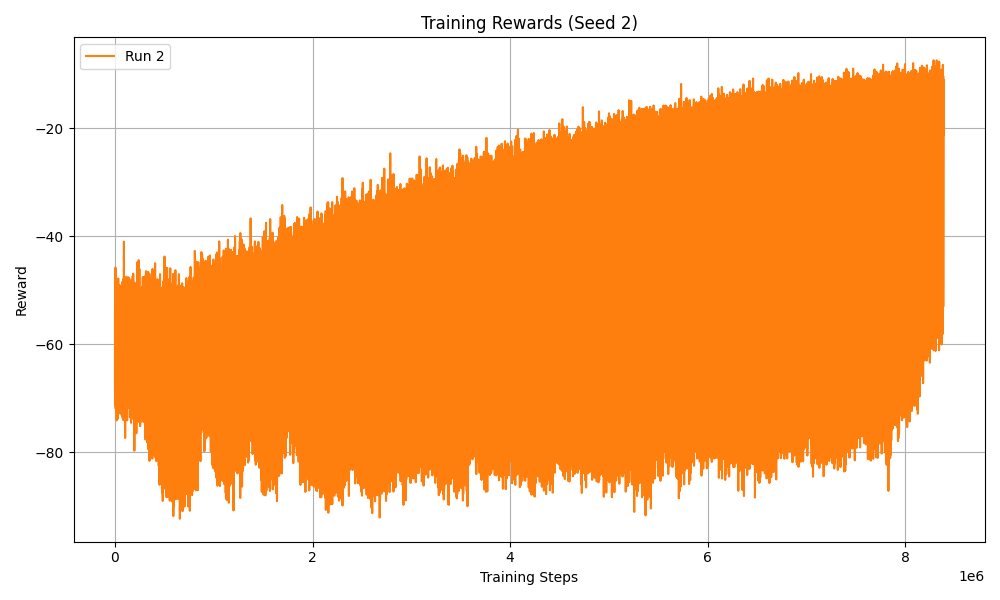 Training Rewards (Seed 2)
Run 2
Reward
−20
−40
−60
−80
0 2 4 6 8
1e6
Training Steps